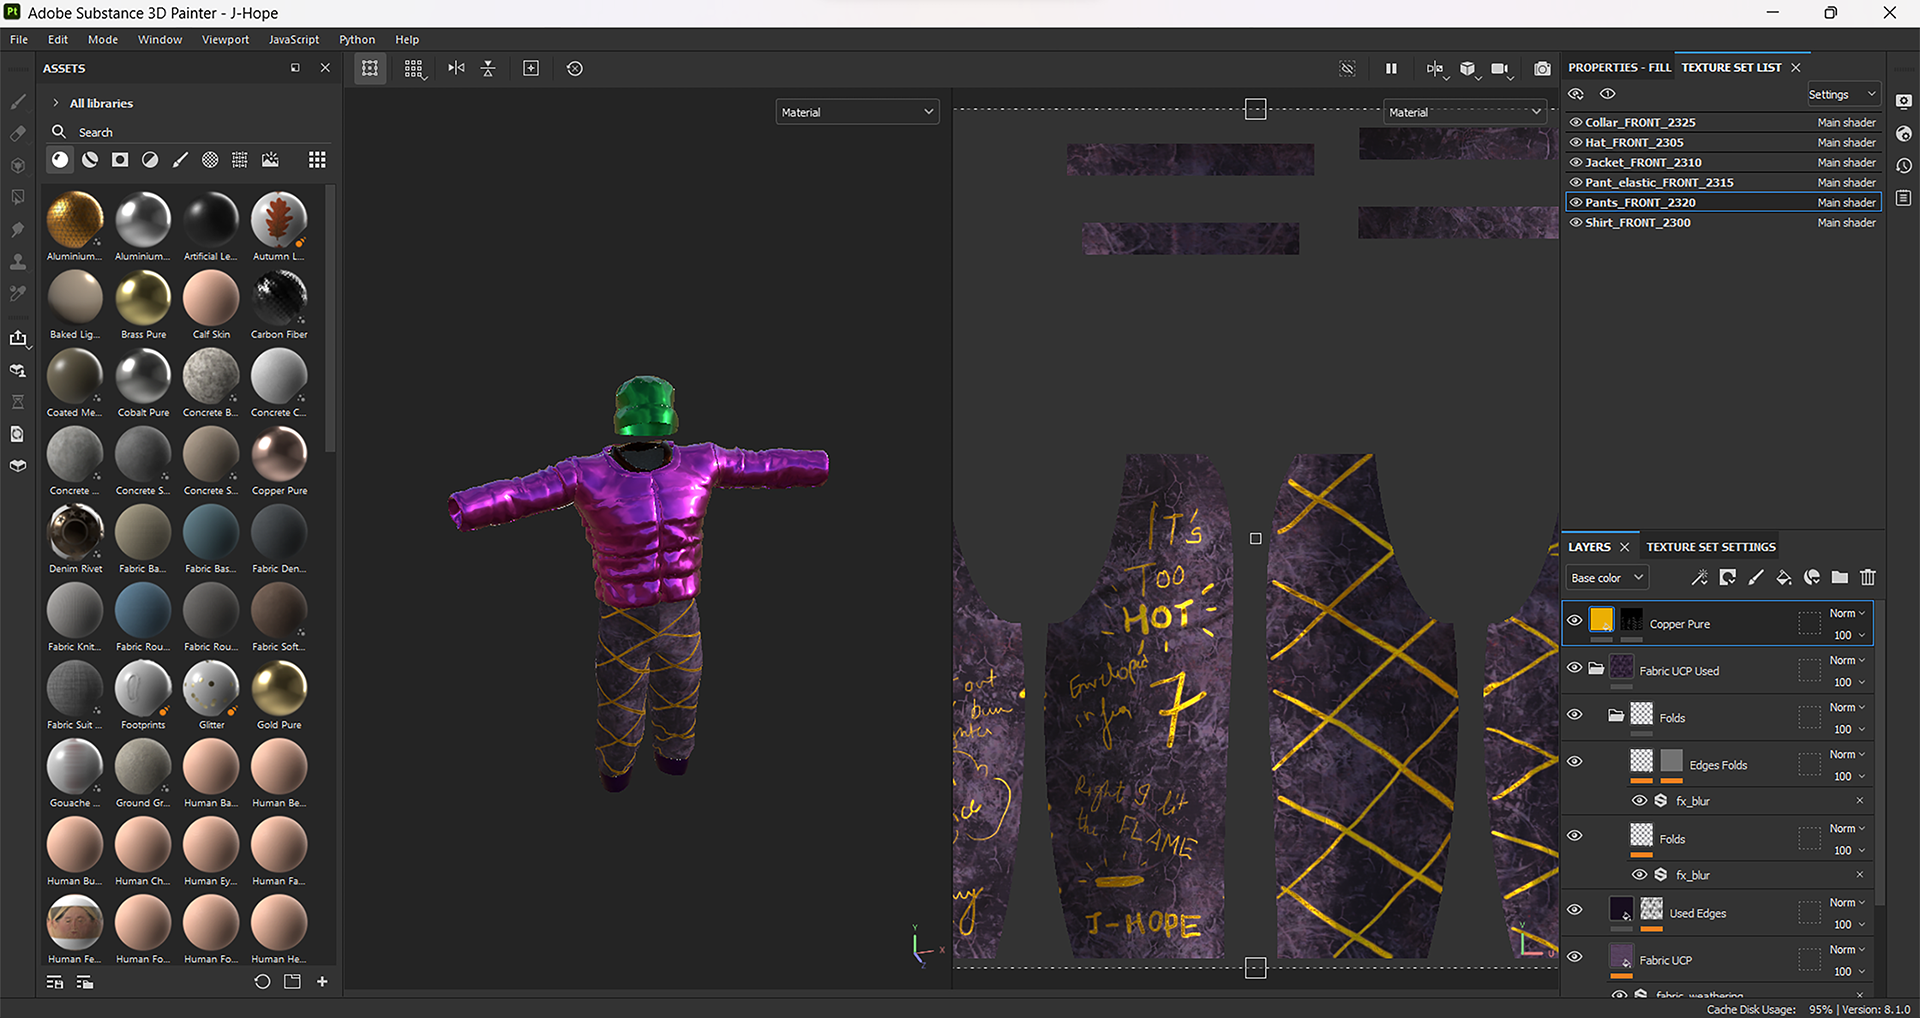 Pt Adobe Substance 3D Painter - J-Hope
File Edit Mode Window Viewport JavaScript Python Help
ASSETS
All libraries
Search
Aluminium... Aluminium... Artificial Le... Autumn L...
Baked Lig... Brass Pure Calf Skin Carbon Fiber
Coated Me... Cobalt Pure Concrete B... Concrete C...
Concrete ... Concrete S... Concrete S... Copper Pure
Denim Rivet Fabric Ba... Fabric Bas... Fabric Den...
Fabric Knit... Fabric Rou... Fabric Rou... Fabric Soft...
Fabric Suit ... Footprints Glitter Gold Pure
Gouache ... Ground Gr... Human Ba... Human Be...
Human Bu... Human Ch... Human Ey... Human Fa...
Human Fe... Human Fo... Human Fo... Human He...
Material
Y
X
Z
Material
IT's
Too
HOT
Enveloped
in fear
7
Right I lit
the FLAME
J-HOPE
out
PROPERTIES - FILL TEXTURE SET LIST
Settings
Collar_FRONT_2325 Main shader
Hat_FRONT_2305 Main shader
Jacket_FRONT_2310 Main shader
Pant_elastic_FRONT_2315 Main shader
Pants_FRONT_2320 Main shader
Shirt_FRONT_2300 Main shader
LAYERS TEXTURE SET SETTINGS
Base color
Copper Pure Norm 100
Fabric UCP Used Norm 100
Folds Norm 100
Edges Folds Norm 100
fx_blur
Folds Norm 100
fx_blur
Used Edges Norm 100
Fabric UCP Norm 100
fabric_weathering
Cache Disk Usage: 95% | Version: 8.1.0